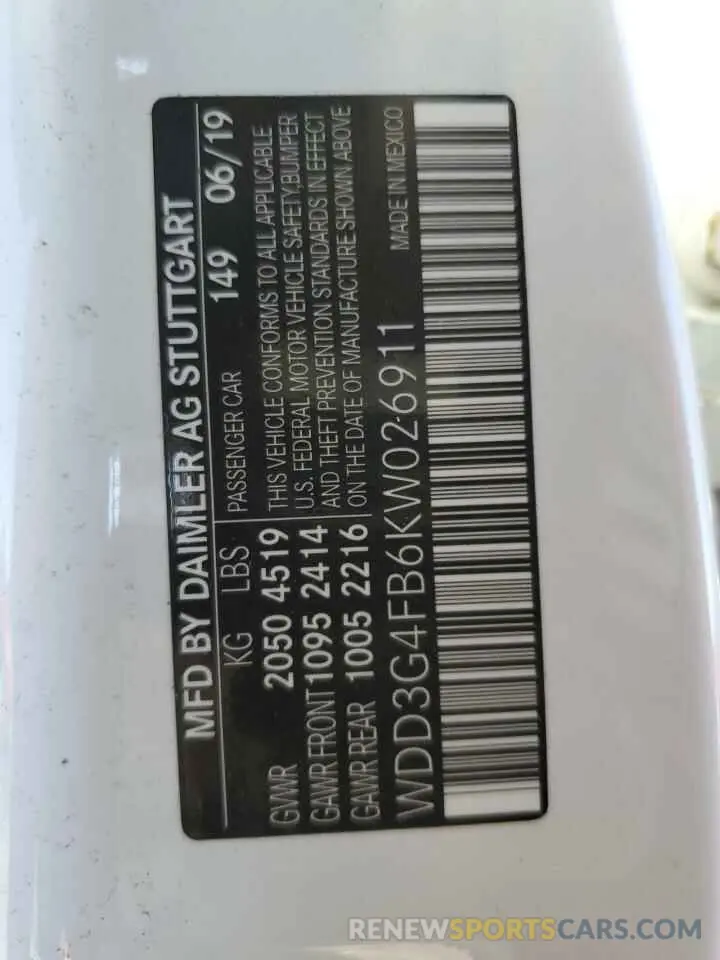 MFD BY DAIMLER AG STUTTGART
KG LBS PASSENGER CAR 149 06/19
GVWR 2050 4519
GAWR FRONT 1095 2414
GAWR REAR 1005 2216
THIS VEHICLE CONFORMS TO ALL APPLICABLE
U.S. FEDERAL MOTOR VEHICLE SAFETY,BUMPER
AND THEFT PREVENTION STANDARDS IN EFFECT
ON THE DATE OF MANUFACTURE SHOWN ABOVE
WDD3G4FB6KW026911 MADE IN MEXICO
RENEWSPORTSCARS.COM